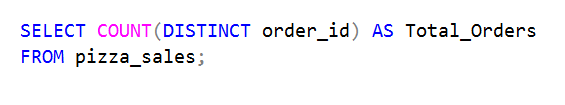 SELECT COUNT(DISTINCT order_id) AS Total_Orders
FROM pizza_sales;